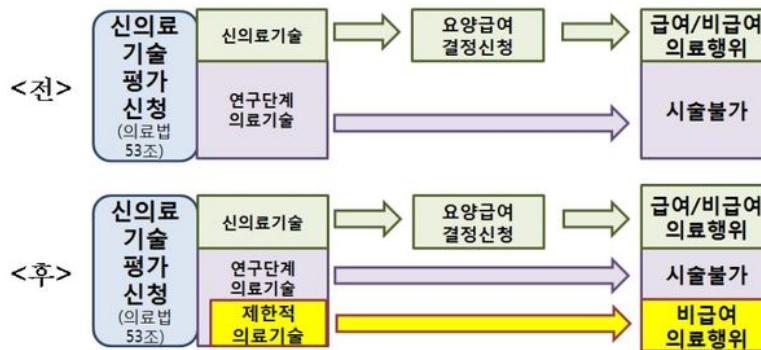 <전>
신의료
기술
평가
신청
(의료법
53조)
신의료기술
연구단계
의료기술
요양급여
결정신청
급여/비급여
의료행위
시술불가
<후>
신의료
기술
평가
신청
(의료법
53조)
신의료기술
연구단계
의료기술
제한적
의료기술
요양급여
결정신청
급여/비급여
의료행위
시술불가
비급여
의료행위